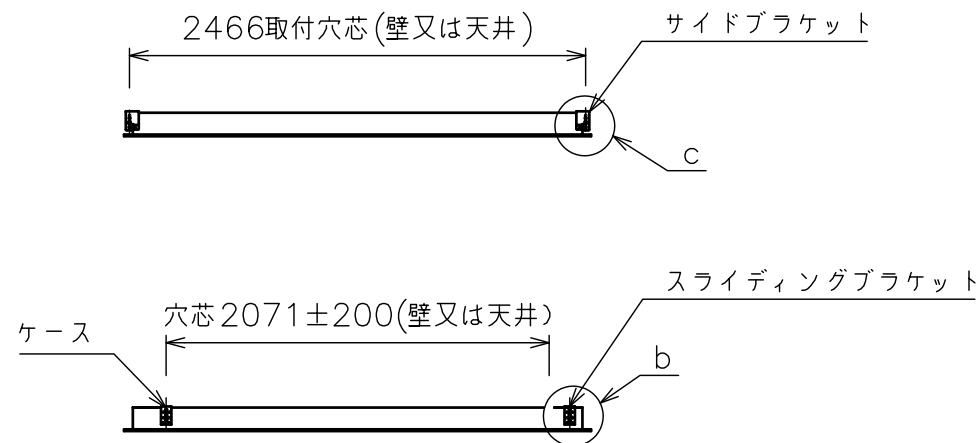 2466取付穴芯(壁又は天井)
サイドブラケット
c
スライディングブラケット
穴芯2071±200(壁又は天井)
ケース
b